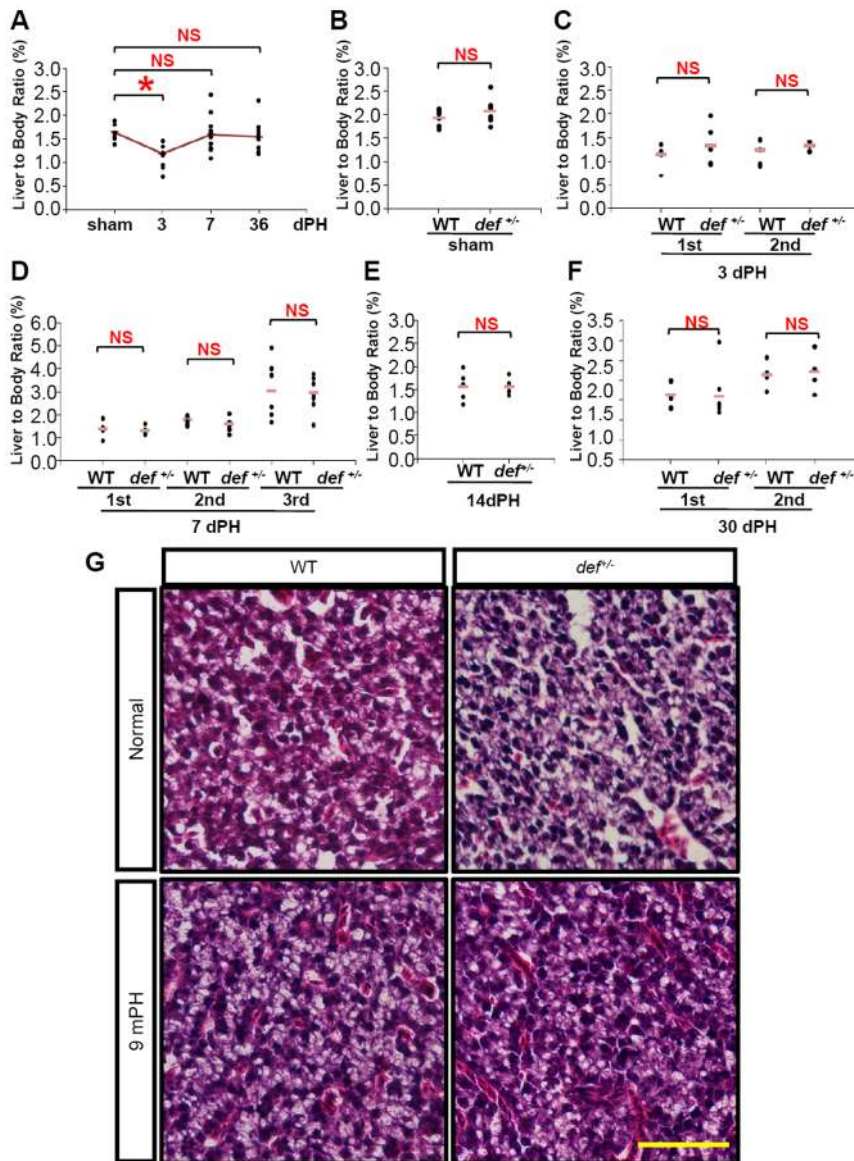 A
Liver to Body Ratio (%)
3.0
2.5
2.0
1.5
1.0
0.5
0.0
NS
NS
*
sham 3 7 36 dPH
B
Liver to Body Ratio (%)
3.0
2.5
2.0
1.5
1.0
0.5
0.0
NS
WT def +/-
sham
C
Liver to Body Ratio (%)
3.0
2.5
2.0
1.5
1.0
0.5
0.0
NS
NS
WT def +/- WT def +/-
1st 2nd
3 dPH
D
Liver to Body Ratio (%)
6.0
5.0
4.0
3.0
2.0
1.0
0.0
NS
NS
NS
WT def +/- WT def +/- WT def +/-
1st 2nd 3rd
7 dPH
E
Liver to Body Ratio (%)
3.0
2.5
2.0
1.5
1.0
0.5
0.0
NS
WT def+/-
14dPH
F
Liver to Body Ratio (%)
3.5
3.0
2.5
2.0
2.0
1.0
0.5
NS
NS
WT def +/- WT def +/-
1st 2nd
30 dPH
G
WT
def+/-
Normal
9 mPH